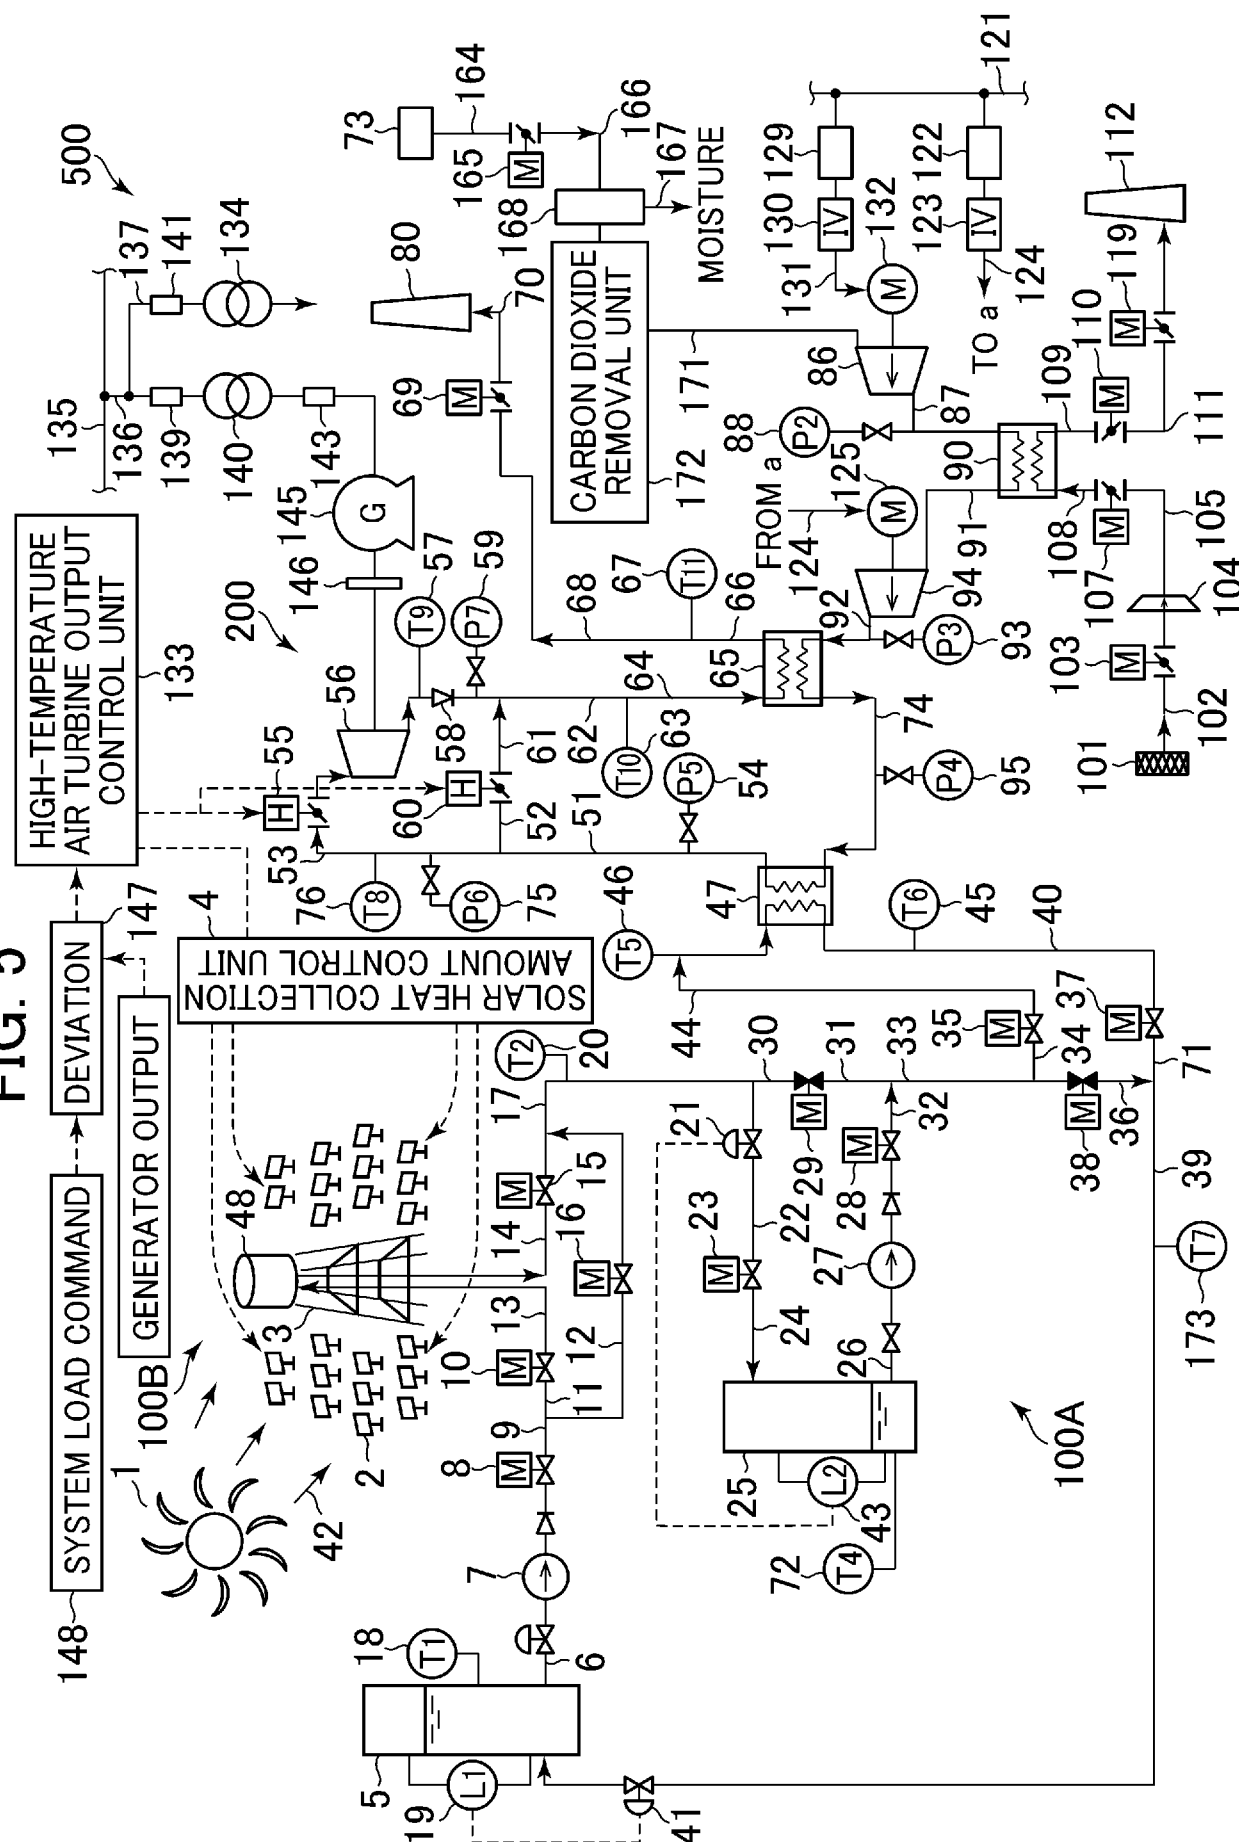 FIG. 5
148
SYSTEM LOAD COMMAND
DEVIATION
147
GENERATOR OUTPUT
HIGH-TEMPERATURE
AIR TURBINE OUTPUT
CONTROL UNIT
133
SOLAR HEAT COLLECTION
AMOUNT CONTROL UNIT
4
1
42
100B
2
3
48
500
135
136
137
139
141
140
134
143
145
G
146
200
55
H
56
53
57
T9
59
P7
58
60
H
61
52
51
62
63
T10
64
76
T8
75
P6
54
P5
80
70
69
M
68
67
T11
66
65
73
164
165
M
166
168
167
MOISTURE
CARBON DIOXIDE
REMOVAL UNIT
172
171
129
130
IV
131
132
M
121
122
123
IV
124
TO a
86
87
88
P2
FROM a
124
125
M
90
91
92
94
93
P3
95
P4
74
112
119
M
110
M
109
111
108
107
M
105
104
103
M
102
101
46
T5
47
45
T6
40
44
5
18
T1
19
L1
41
6
7
8
M
9
10
M
11
12
13
14
15
M
16
M
17
20
T2
21
22
23
M
24
25
26
27
28
M
29
M
30
31
32
33
34
35
M
36
37
M
38
M
39
71
43
L2
72
T4
173
T7
100A